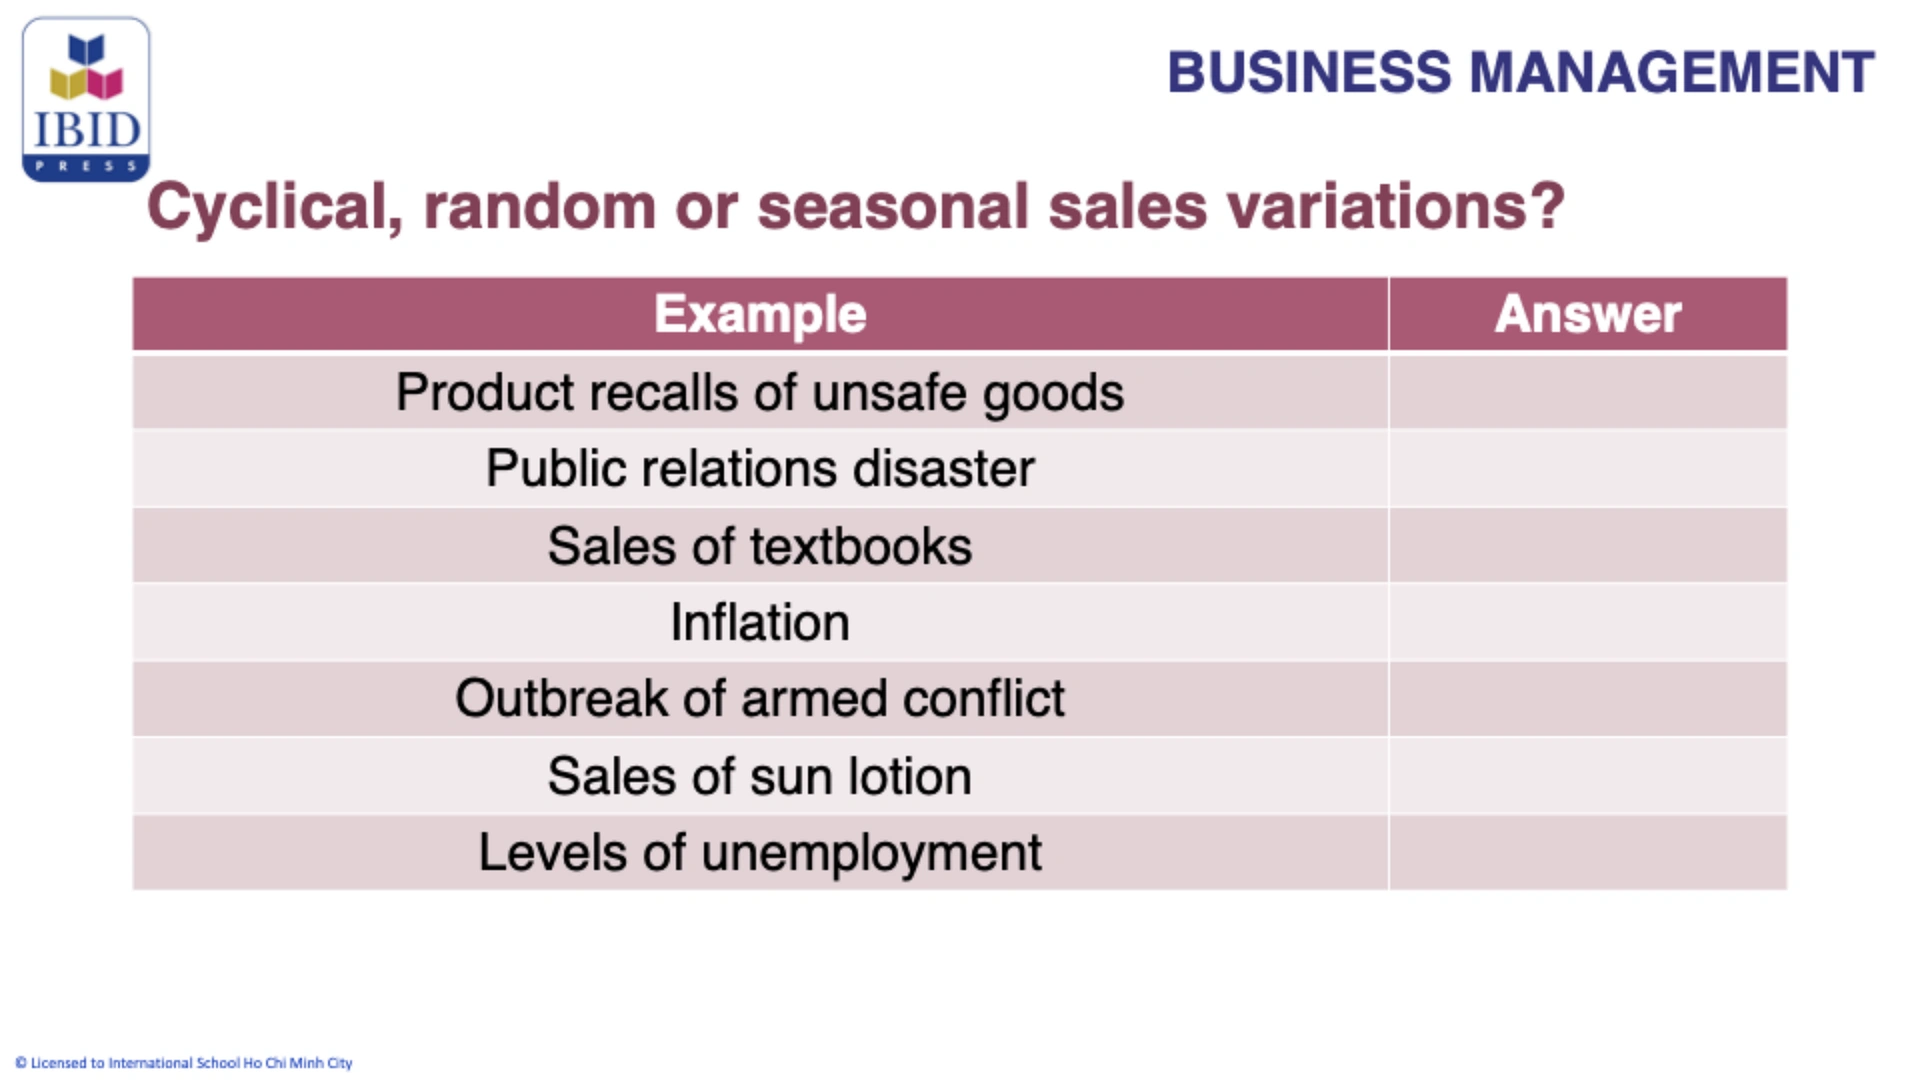 IBID
PRESS
BUSINESS MANAGEMENT
Cyclical, random or seasonal sales variations?
Example Answer
Product recalls of unsafe goods
Public relations disaster
Sales of textbooks
Inflation
Outbreak of armed conflict
Sales of sun lotion
Levels of unemployment
© Licensed to International School Ho Chi Minh City